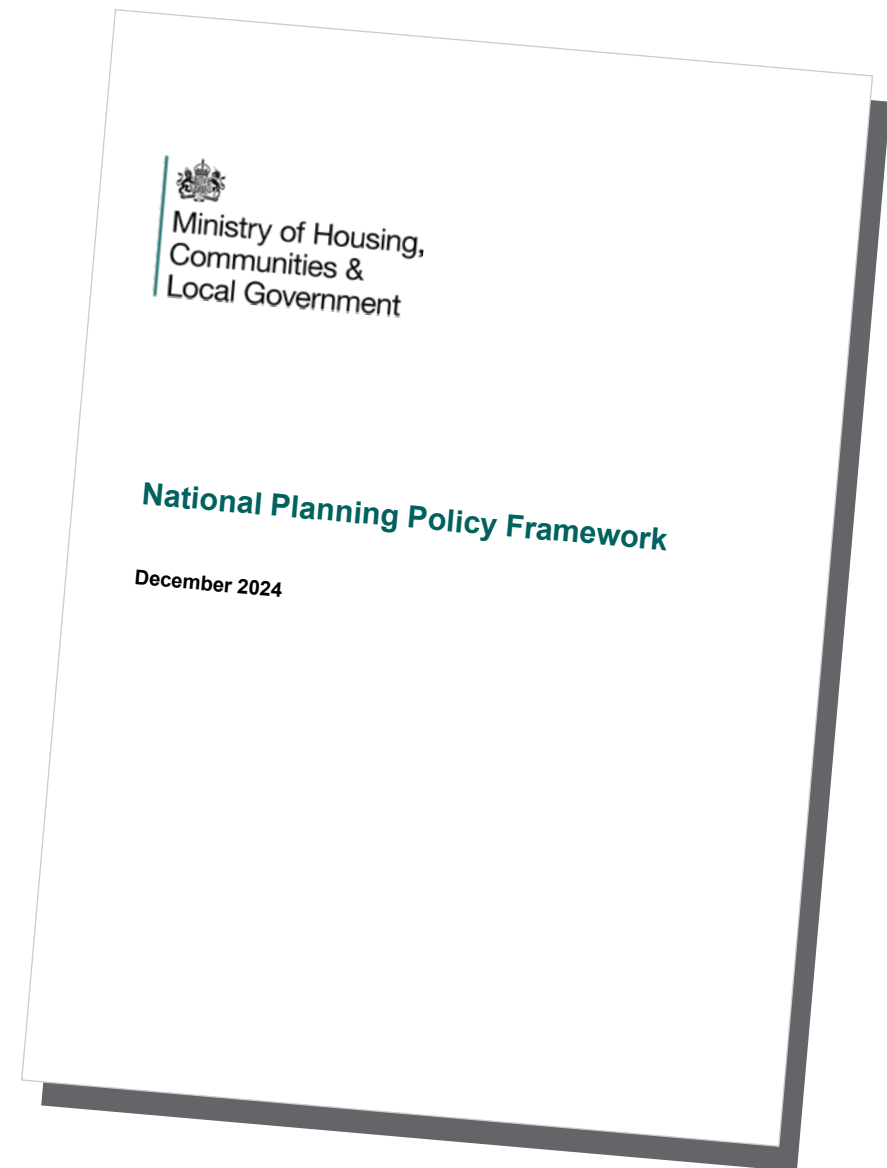 Ministry of Housing,
Communities &
Local Government
National Planning Policy Framework
December 2024